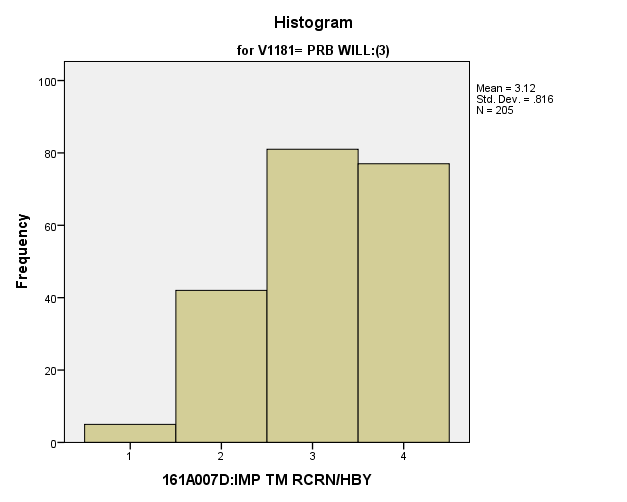 Histogram
for V1181= PRB WILL:(3)
Mean = 3.12
Std. Dev. = .816
N = 205
100
80
60
40
20
0
Frequency
1 2 3 4
161A007D:IMP TM RCRN/HBY